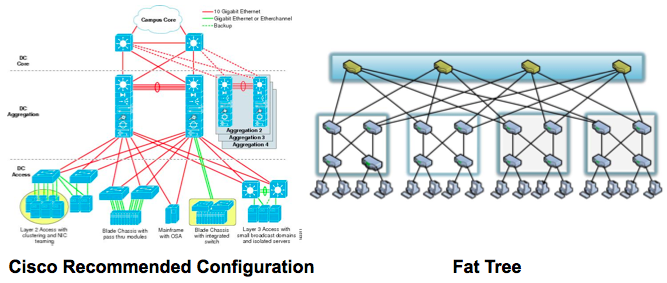 Campus Core
10 Gigabit Ethernet
Gigabit Ethernet or Etherchannel
Backup
DC
Core
DC
Aggregation
Aggregation 2
Aggregation 3
Aggregation 4
DC
Access
Layer 2 Access with
clustering and NIC
teaming.
Blade Chassis with
pass thru modules
Mainframe
with OSA
Blade Chassis
with integrated
switch
Layer 3 Access with
small broadcast domains
and isolated servers
Cisco Recommended Configuration
Fat Tree